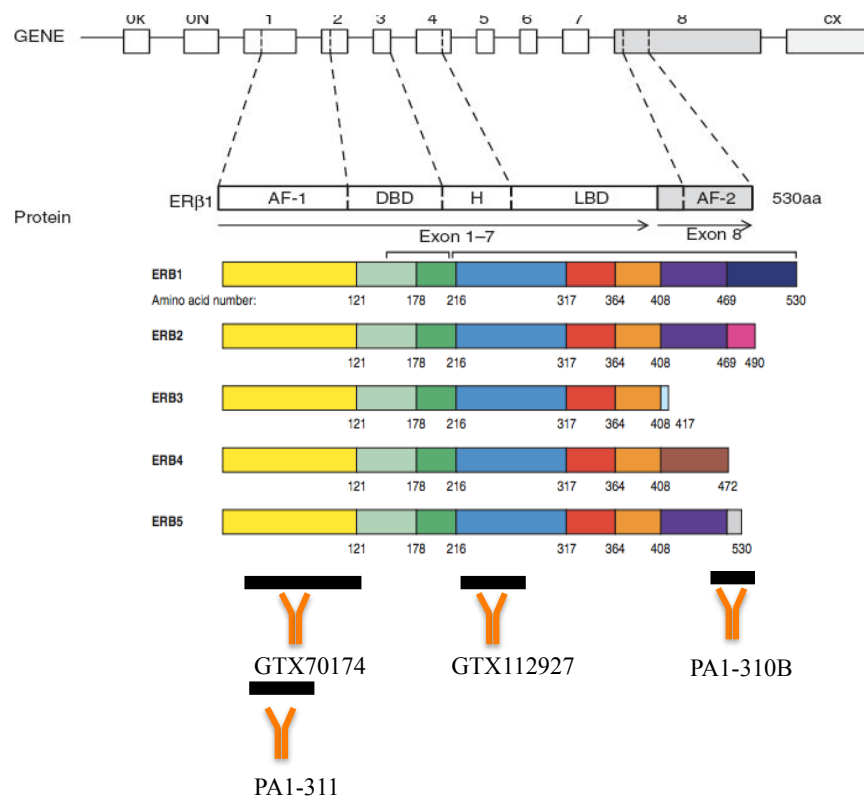 0K 0N 1 2 3 4 5 6 7 8 cx
GENE
ERβ1 AF-1 DBD H LBD AF-2 530aa
Protein
Exon 1–7 Exon 8
ERB1
Amino acid number: 121 178 216 317 364 408 469 530
ERB2
121 178 216 317 364 408 469 490
ERB3
121 178 216 317 364 408 417
ERB4
121 178 216 317 364 408 472
ERB5
121 178 216 317 364 408 530
GTX70174 GTX112927 PA1-310B
PA1-311